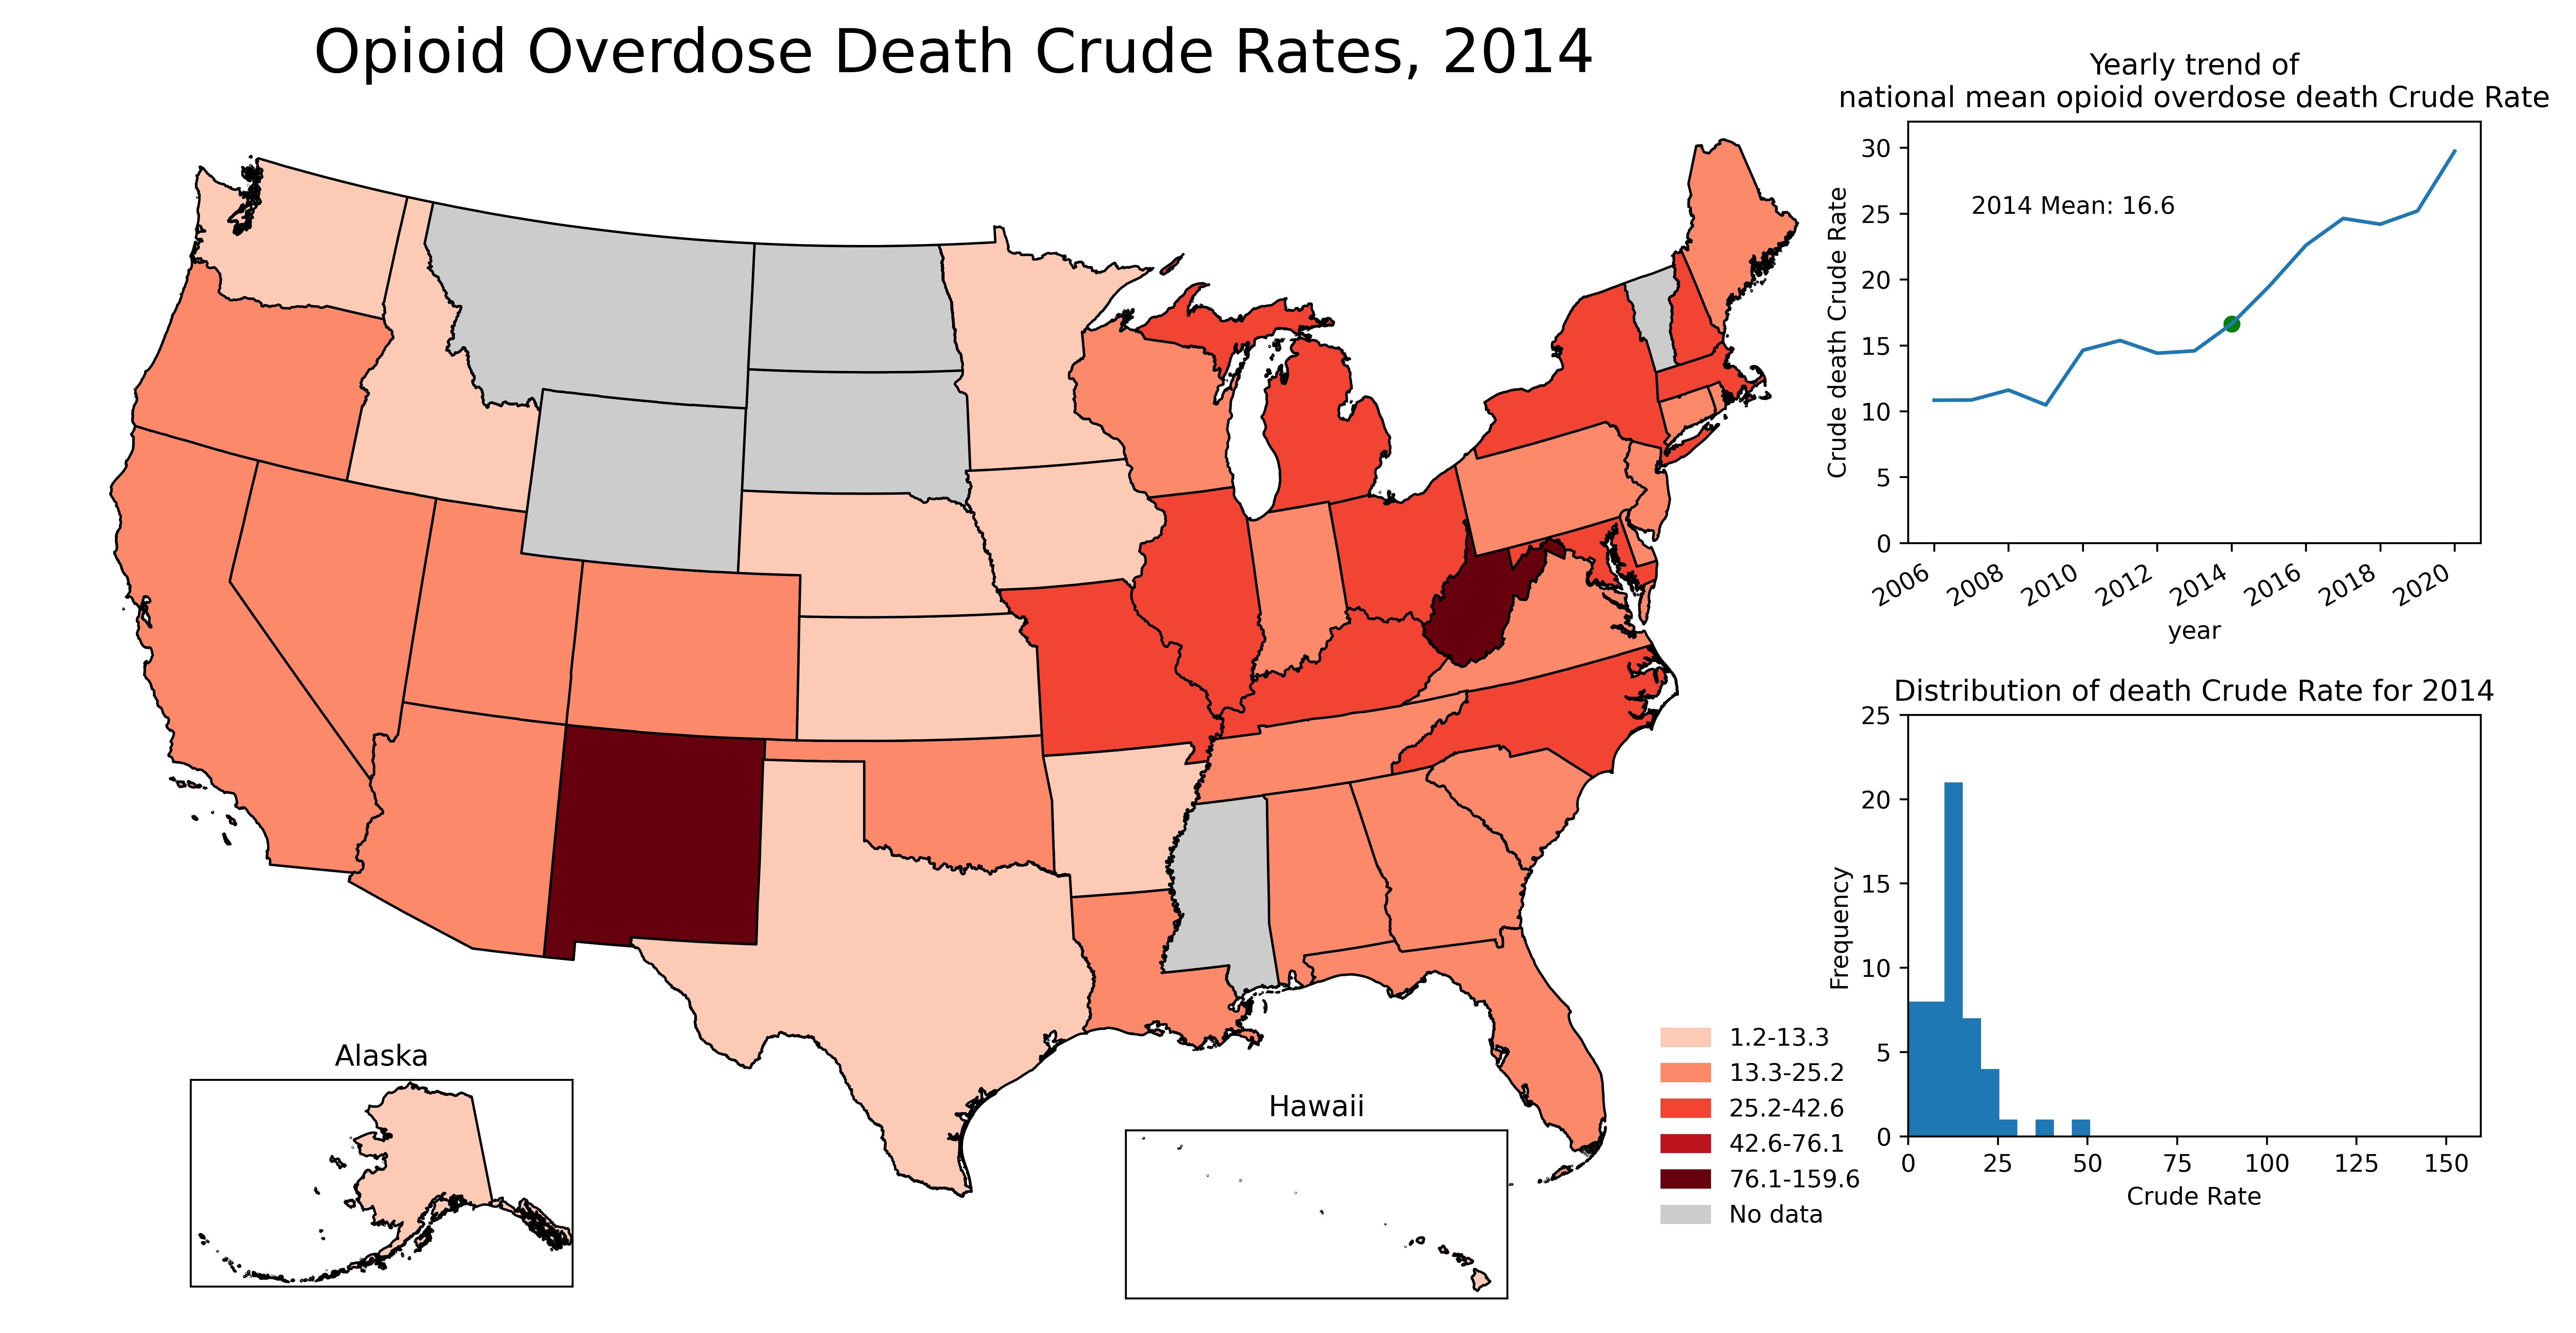 Opioid Overdose Death Crude Rates, 2014
Alaska
Hawaii
1.2-13.3
13.3-25.2
25.2-42.6
42.6-76.1
76.1-159.6
No data
Yearly trend of
national mean opioid overdose death Crude Rate
Crude death Crude Rate
30
25
20
15
10
5
0
2014 Mean: 16.6
2006
2008
2010
2012
2014
2016
2018
2020
year
Distribution of death Crude Rate for 2014
Frequency
25
20
15
10
5
0
0
25
50
75
100
125
150
Crude Rate